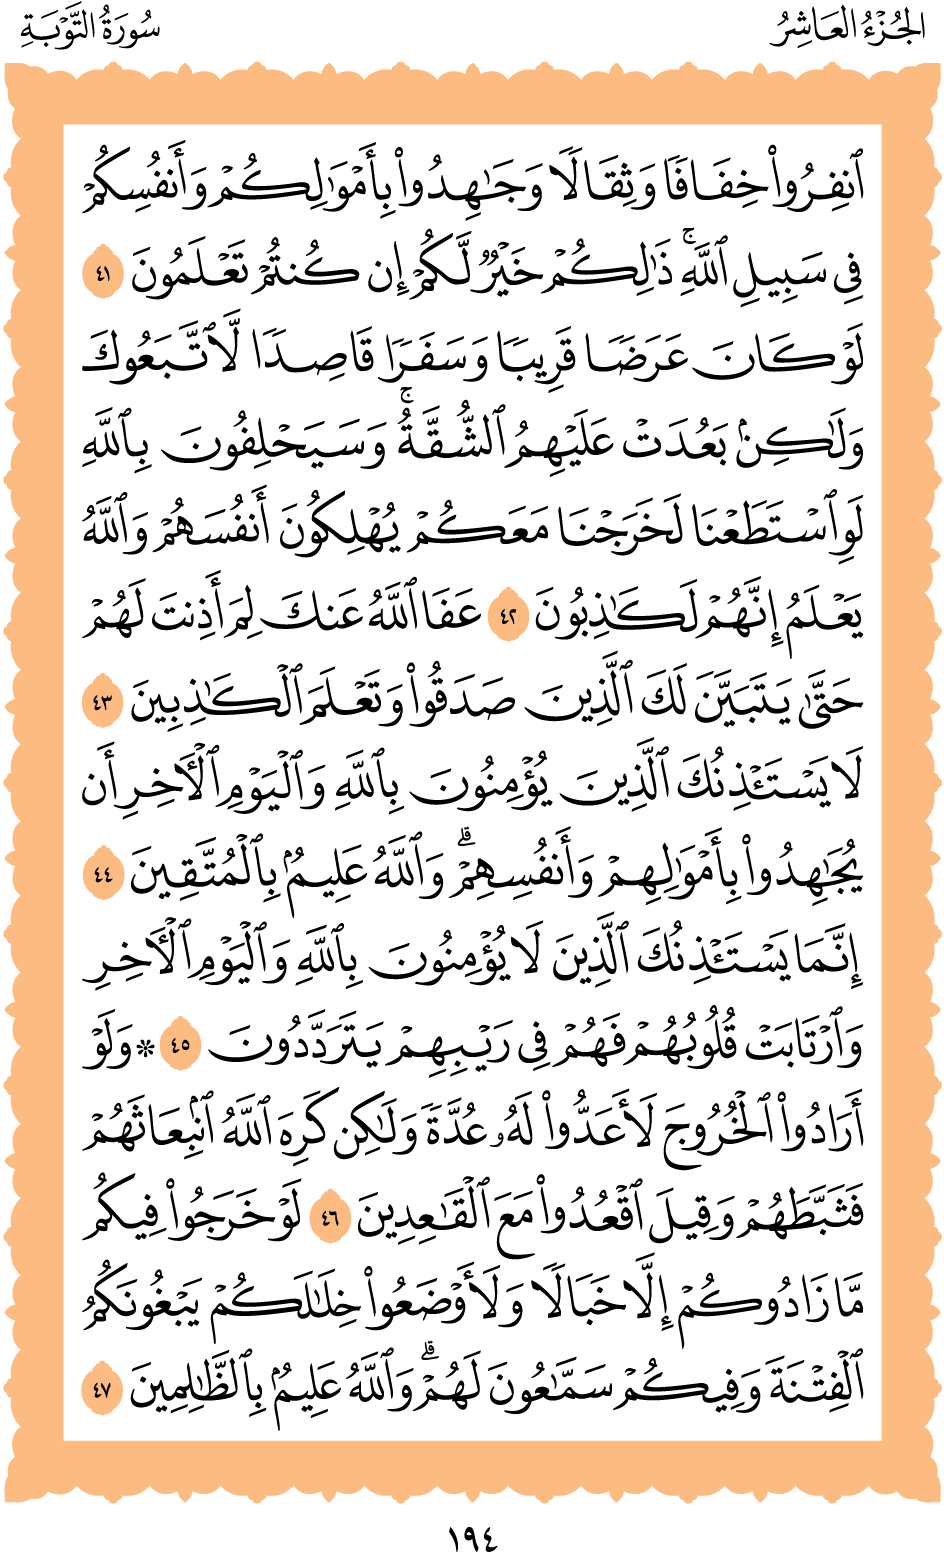 الجُزْءُ العَاشِرُ
سُورَةُ التَّوْبَةِ
ٱنفِرُوا۟ خِفَافًا وَثِقَالًا وَجَـٰهِدُوا۟ بِأَمْوَٰلِكُمْ وَأَنفُسِكُمْ
فِى سَبِيلِ ٱللَّهِ ۚ ذَٰلِكُمْ خَيْرٌ لَّكُمْ إِن كُنتُمْ تَعْلَمُونَ ٤١
لَوْ كَانَ عَرَضًا قَرِيبًا وَسَفَرًا قَاصِدًا لَّٱتَّبَعُوكَ
وَلَـٰكِنۢ بَعُدَتْ عَلَيْهِمُ ٱلشُّقَّةُ ۚ وَسَيَحْلِفُونَ بِٱللَّهِ
لَوِ ٱسْتَطَعْنَا لَخَرَجْنَا مَعَكُمْ يُهْلِكُونَ أَنفُسَهُمْ وَٱللَّهُ
يَعْلَمُ إِنَّهُمْ لَكَـٰذِبُونَ ٤٢ عَفَا ٱللَّهُ عَنكَ لِمَ أَذِنتَ لَهُمْ
حَتَّىٰ يَتَبَيَّنَ لَكَ ٱلَّذِينَ صَدَقُوا۟ وَتَعْلَمَ ٱلْكَـٰذِبِينَ ٤٣
لَا يَسْتَـْٔذِنُكَ ٱلَّذِينَ يُؤْمِنُونَ بِٱللَّهِ وَٱلْيَوْمِ ٱلْـَٔاخِرِ أَن
يُجَـٰهِدُوا۟ بِأَمْوَٰلِهِمْ وَأَنفُسِهِمْ ۗ وَٱللَّهُ عَلِيمٌۢ بِٱلْمُتَّقِينَ ٤٤
إِنَّمَا يَسْتَـْٔذِنُكَ ٱلَّذِينَ لَا يُؤْمِنُونَ بِٱللَّهِ وَٱلْيَوْمِ ٱلْـَٔاخِرِ
وَٱرْتَابَتْ قُلُوبُهُمْ فَهُمْ فِى رَيْبِهِمْ يَتَرَدَّدُونَ ٤٥ * وَلَوْ
أَرَادُوا۟ ٱلْخُرُوجَ لَأَعَدُّوا۟ لَهُۥ عُدَّةً وَلَـٰكِن كَرِهَ ٱللَّهُ ٱنۢبِعَاثَهُمْ
فَثَبَّطَهُمْ وَقِيلَ ٱقْعُدُوا۟ مَعَ ٱلْقَـٰعِدِينَ ٤٦ لَوْ خَرَجُوا۟ فِيكُم
مَّا زَادُوكُمْ إِلَّا خَبَالًا وَلَأَوْضَعُوا۟ خِلَـٰلَكُمْ يَبْغُونَكُمُ
ٱلْفِتْنَةَ وَفِيكُمْ سَمَّـٰعُونَ لَهُمْ ۗ وَٱللَّهُ عَلِيمٌۢ بِٱلظَّـٰلِمِينَ ٤٧
١٩٤